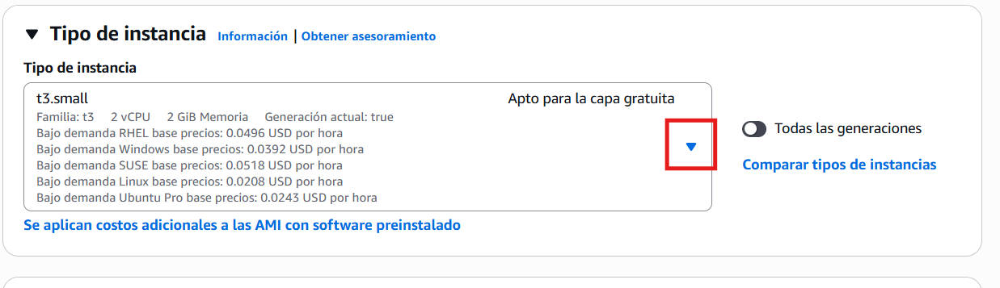 Tipo de instancia Información | Obtener asesoramiento
Tipo de instancia
t3.small Apto para la capa gratuita
Familia: t3 2 vCPU 2 GiB Memoria Generación actual: true
Bajo demanda RHEL base precios: 0.0496 USD por hora
Bajo demanda Windows base precios: 0.0392 USD por hora
Bajo demanda SUSE base precios: 0.0518 USD por hora
Bajo demanda Linux base precios: 0.0208 USD por hora
Bajo demanda Ubuntu Pro base precios: 0.0243 USD por hora
Todas las generaciones
Comparar tipos de instancias
Se aplican costos adicionales a las AMI con software preinstalado